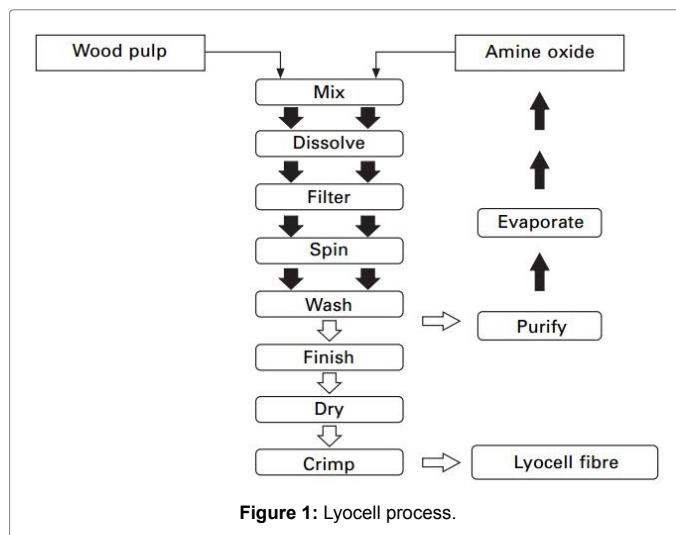 Wood pulp
Amine oxide
Mix
Dissolve
Filter
Spin
Wash
Finish
Dry
Crimp
Evaporate
Purify
Lyocell fibre
Figure 1: Lyocell process.